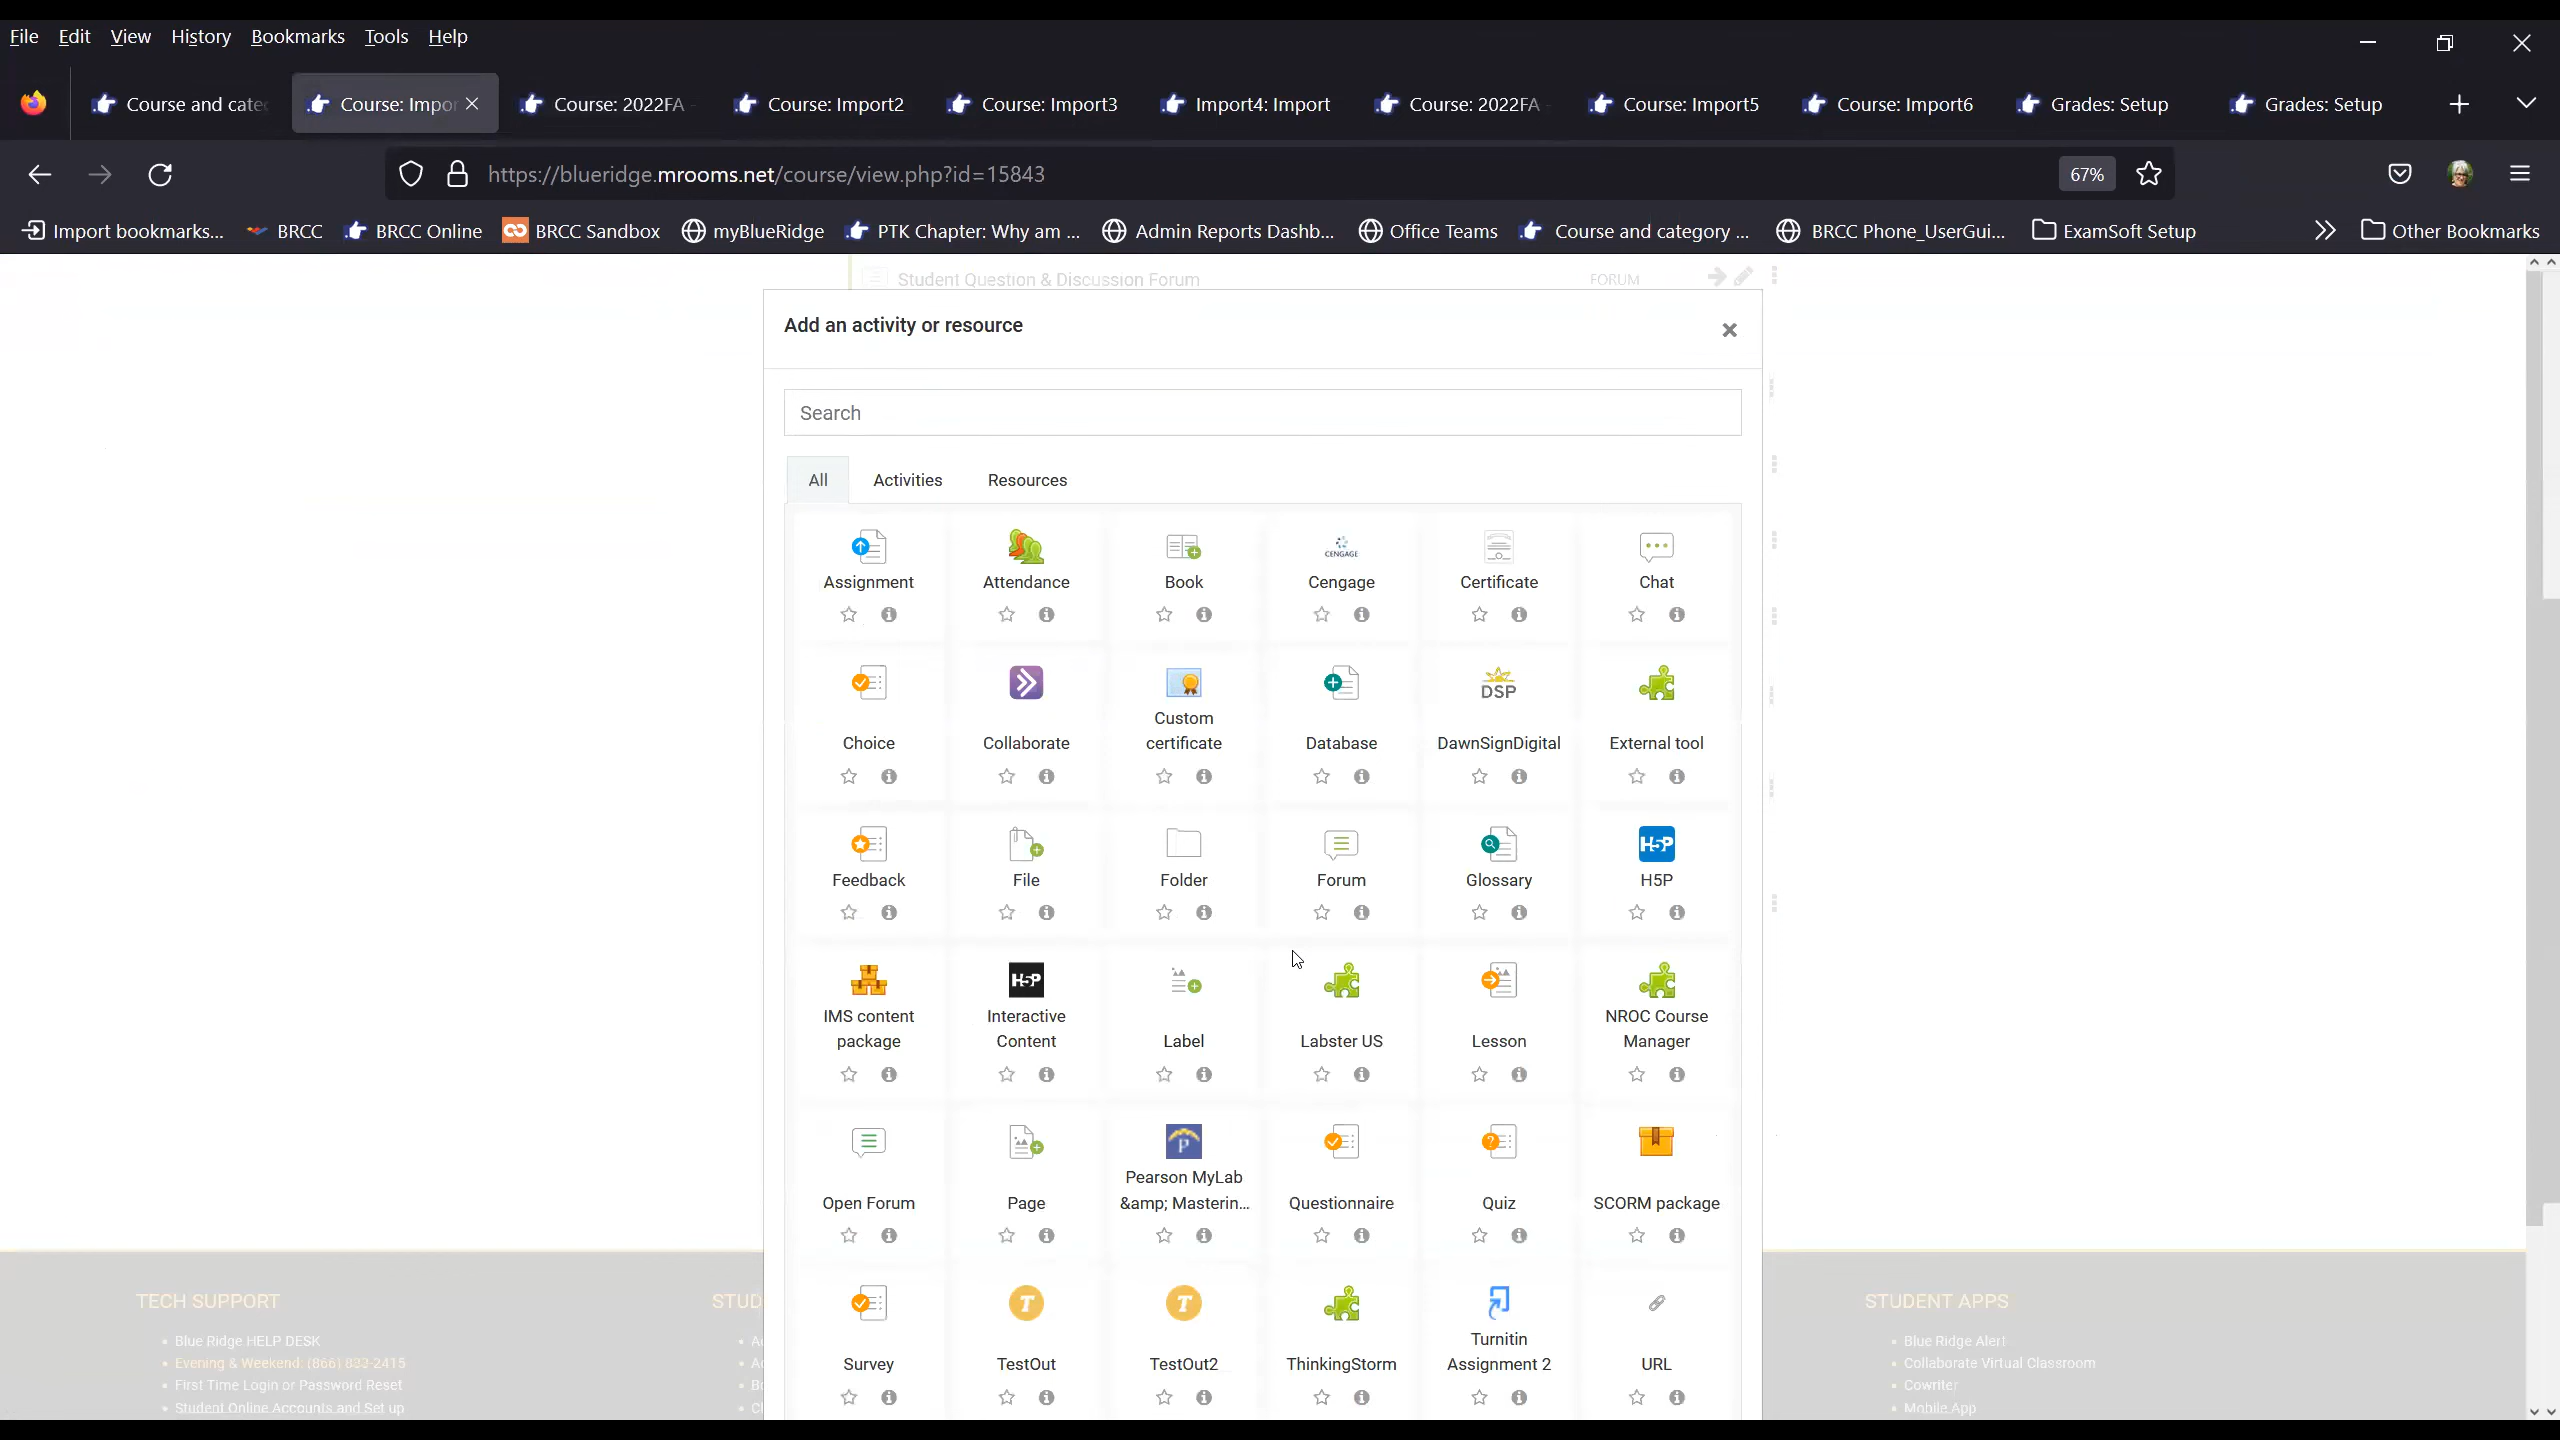 File Edit View History Bookmarks Tools Help
Course and cate
Course: Impor
Course: 2022FA
Course: Import2
Course: Import3
Import4: Import
Course: 2022FA
Course: Import5
Course: Import6
Grades: Setup
Grades: Setup
https://blueridge.mrooms.net/course/view.php?id=15843
67%
Import bookmarks...
BRCC
BRCC Online
BRCC Sandbox
myBlueRidge
PTK Chapter: Why am ...
Admin Reports Dashb...
Office Teams
Course and category ...
BRCC Phone_UserGui...
ExamSoft Setup
Other Bookmarks
Student Question & Discussion Forum
FORUM
Add an activity or resource
Search
All Activities Resources
Assignment
Attendance
Book
CENGAGE
Cengage
Certificate
Chat
Choice
Collaborate
Custom
certificate
Database
DSP
DawnSignDigital
External tool
Feedback
File
Folder
Forum
Glossary
H5P
H5P
IMS content
package
H5P
Interactive
Content
Label
Labster US
Lesson
NROC Course
Manager
Open Forum
Page
P
Pearson MyLab
&amp; Masterin...
Questionnaire
Quiz
SCORM package
Survey
T
TestOut
T
TestOut2
ThinkingStorm
Turnitin
Assignment 2
URL
TECH SUPPORT
Blue Ridge HELP DESK
Evening & Weekend: (866) 833-2415
First Time Login or Password Reset
Student Online Accounts and Set up
STUD
STUDENT APPS
Blue Ridge Alert
Collaborate Virtual Classroom
Cowriter
Mobile App